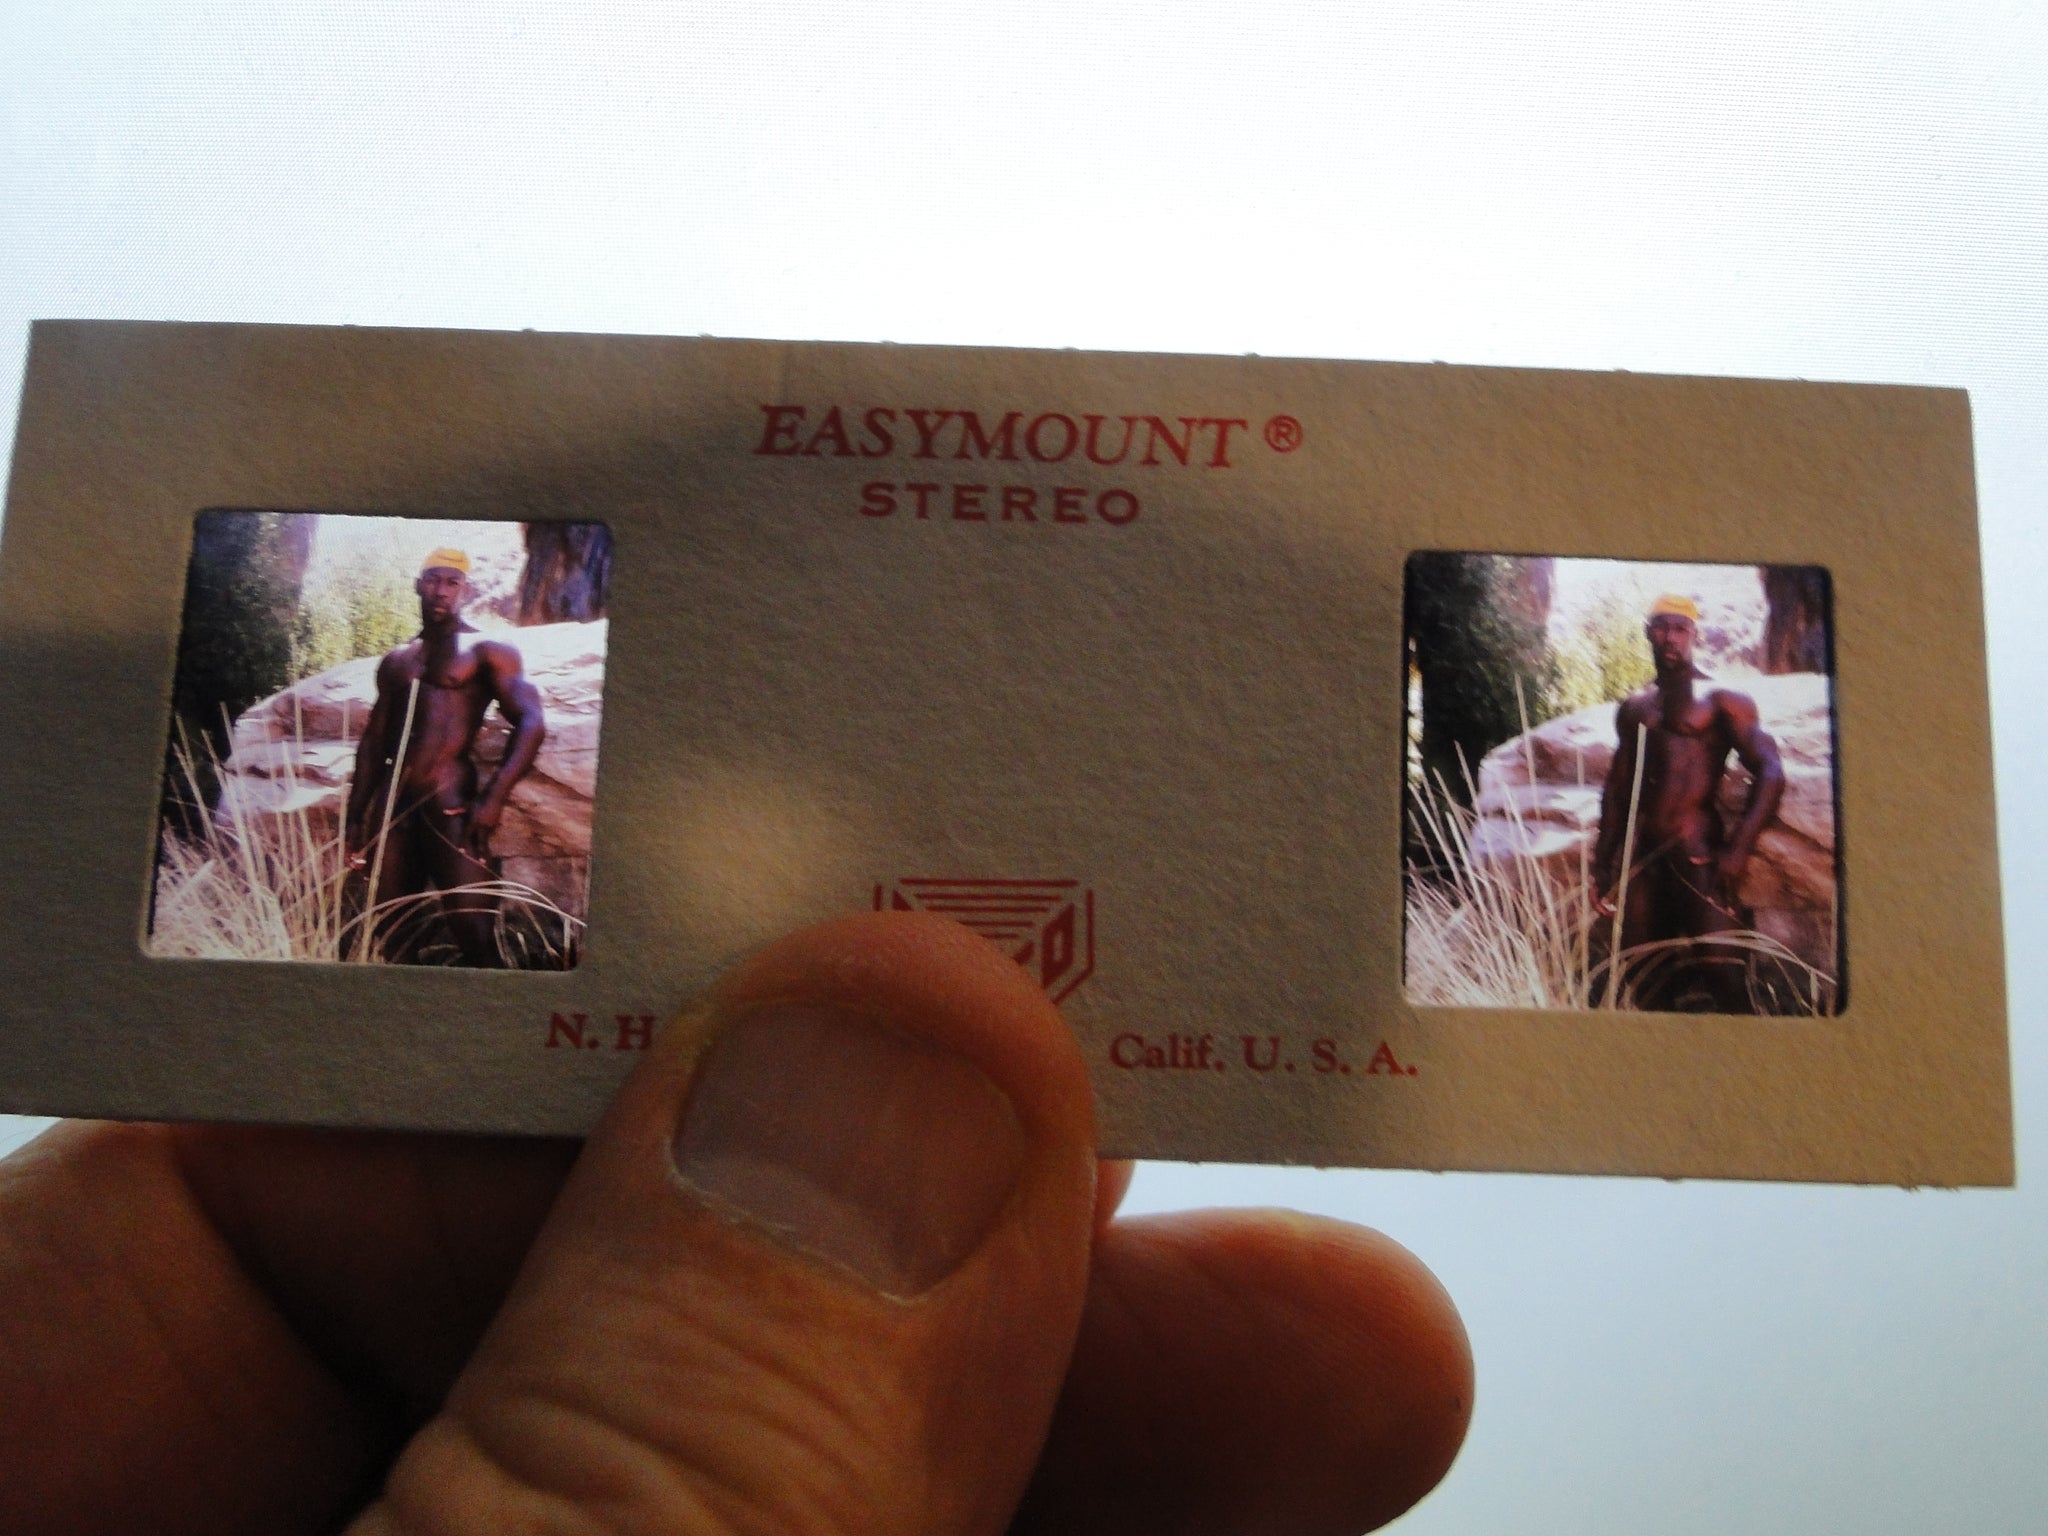 EASYMOUNT ®
STEREO
N. H
Calif. U. S. A.